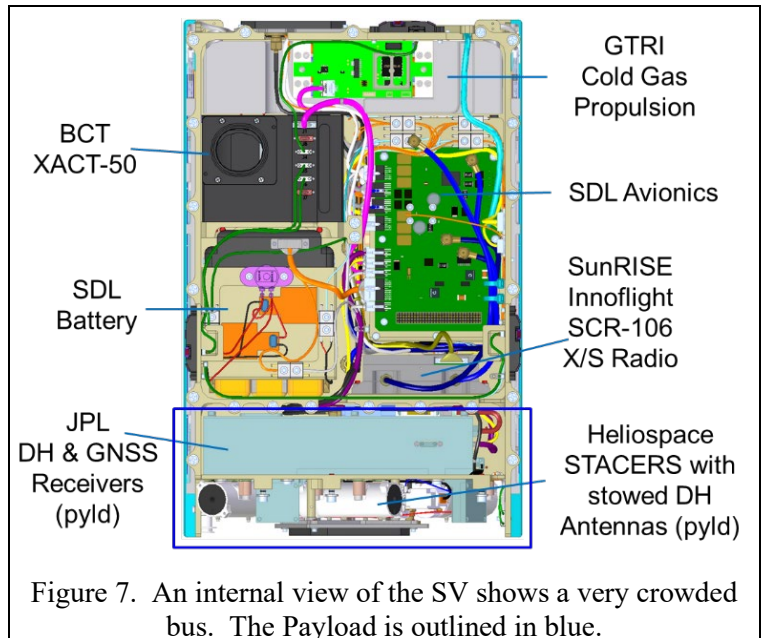 GTRI
Cold Gas
Propulsion
BCT
XACT-50
SDL Avionics
SDL
Battery
SunRISE
Innoflight
SCR-106
X/S Radio
JPL
DH & GNSS
Receivers
(pyld)
Heliospace
STACERS with
stowed DH
Antennas (pyld)
Figure 7. An internal view of the SV shows a very crowded
bus. The Payload is outlined in blue.